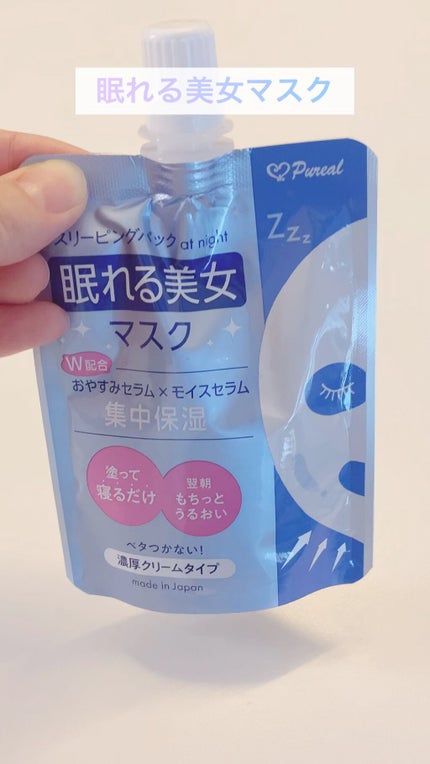 眠れる美女マスク
Pureal
スリーピングパック at night
Zzz
眠れる美女
マスク
W配合
おやすみセラム×モイスセラム
集中保湿
塗って
寝るだけ
翌朝
もちっと
うるおい
ベタつかない!
濃厚クリームタイプ
made in Japan